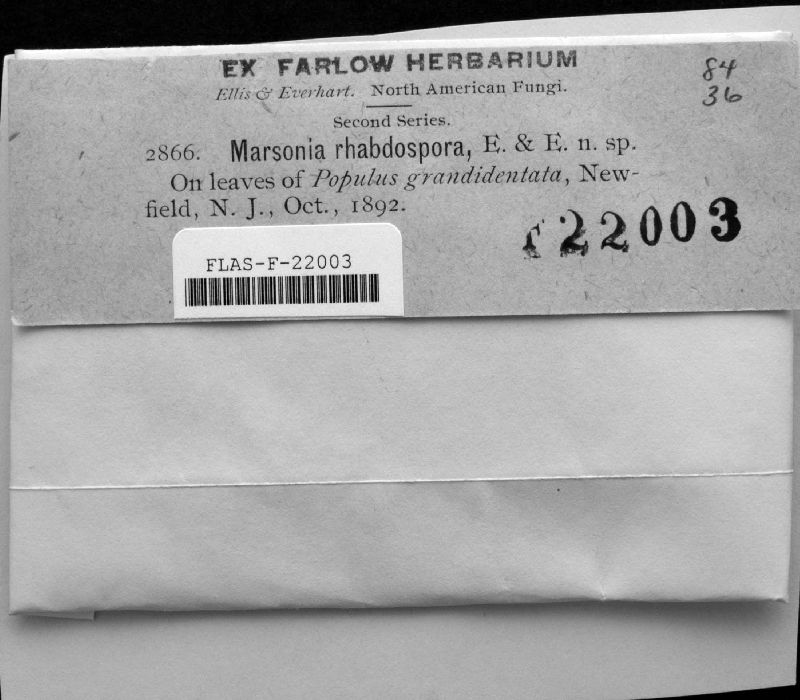 EX FARLOW HERBARIUM
84
Ellis & Everhart. North American Fungi.
36
Second Series.
2866. Marsonia rhabdospora, E. & E. n. sp.
On leaves of Populus grandidentata, New-
field, N. J., Oct., 1892.
F22003
FLAS-F-22003